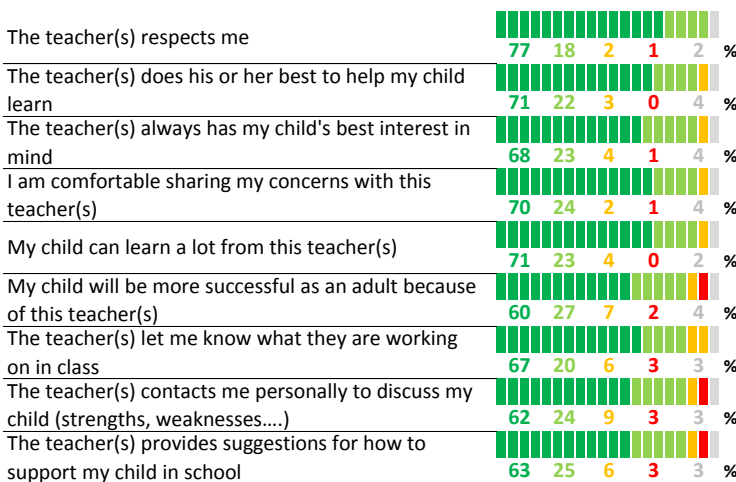 The teacher(s) respects me
77 18 2 1 2 %
The teacher(s) does his or her best to help my child
learn
71 22 3 0 4 %
The teacher(s) always has my child's best interest in
mind
68 23 4 1 4 %
I am comfortable sharing my concerns with this
teacher(s)
70 24 2 1 4 %
My child can learn a lot from this teacher(s)
71 23 4 0 2 %
My child will be more successful as an adult because
of this teacher(s)
60 27 7 2 4 %
The teacher(s) let me know what they are working
on in class
67 20 6 3 3 %
The teacher(s) contacts me personally to discuss my
child (strengths, weaknesses....)
62 24 9 3 3 %
The teacher(s) provides suggestions for how to
support my child in school
63 25 6 3 3 %